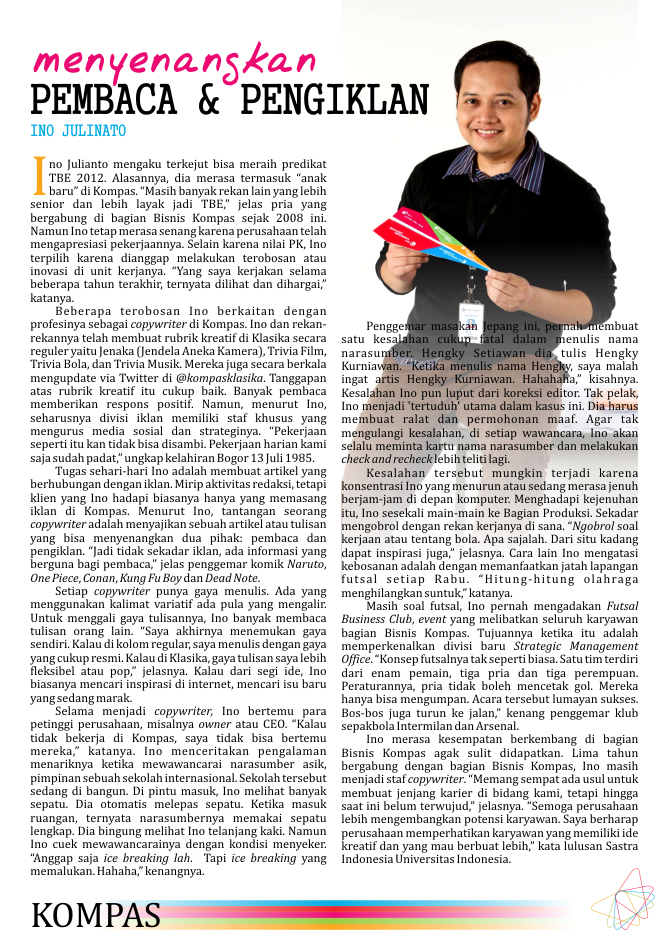 menyenangkan
PEMBACA & PENGIKLAN
INO JULINATO
Ino Julianto mengaku terkejut bisa meraih predikat
TBE 2012. Alasannya, dia merasa termasuk “anak
baru” di Kompas. “Masih banyak rekan lain yang lebih
senior dan lebih layak jadi TBE,” jelas pria yang
bergabung di bagian Bisnis Kompas sejak 2008 ini.
Namun Ino tetap merasa senang karena perusahaan telah
mengapresiasi pekerjaannya. Selain karena nilai PK, Ino
terpilih karena dianggap melakukan terobosan atau
inovasi di unit kerjanya. “Yang saya kerjakan selama
beberapa tahun terakhir, ternyata dilihat dan dihargai,”
katanya.
Beberapa terobosan Ino berkaitan dengan
profesinya sebagai copywriter di Kompas. Ino dan rekan-
rekannya telah membuat rubrik kreatif di Klasika secara
reguler yaitu Jenaka (Jendela Aneka Kamera), Trivia Film,
Trivia Bola, dan Trivia Musik. Mereka juga secara berkala
mengupdate via Twitter di @kompasklasika. Tanggapan
atas rubrik kreatif itu cukup baik. Banyak pembaca
memberikan respons positif. Namun, menurut Ino,
seharusnya divisi iklan memiliki staf khusus yang
mengurus media sosial dan strateginya. “Pekerjaan
seperti itu kan tidak bisa disambi. Pekerjaan harian kami
saja sudah padat,” ungkap kelahiran Bogor 13 Juli 1985.
Tugas sehari-hari Ino adalah membuat artikel yang
berhubungan dengan iklan. Mirip aktivitas redaksi, tetapi
klien yang Ino hadapi biasanya hanya yang memasang
iklan di Kompas. Menurut Ino, tantangan seorang
copywriter adalah menyajikan sebuah artikel atau tulisan
yang bisa menyenangkan dua pihak: pembaca dan
pengiklan. “Jadi tidak sekadar iklan, ada informasi yang
berguna bagi pembaca,” jelas penggemar komik Naruto,
One Piece, Conan, Kung Fu Boy dan Dead Note.
Setiap copywriter punya gaya menulis. Ada yang
menggunakan kalimat variatif ada pula yang mengalir.
Untuk menggali gaya tulisannya, Ino banyak membaca
tulisan orang lain. “Saya akhirnya menemukan gaya
sendiri. Kalau di kolom regular, saya menulis dengan gaya
yang cukup resmi. Kalau di Klasika, gaya tulisan saya lebih
fleksibel atau pop,” jelasnya. Kalau dari segi ide, Ino
biasanya mencari inspirasi di internet, mencari isu baru
yang sedang marak.
Selama menjadi copywriter, Ino bertemu para
petinggi perusahaan, misalnya owner atau CEO. “Kalau
tidak bekerja di Kompas, saya tidak bisa bertemu
mereka,” katanya. Ino menceritakan pengalaman
menariknya ketika mewawancarai narasumber asik,
pimpinan sebuah sekolah internasional. Sekolah tersebut
sedang di bangun. Di pintu masuk, Ino melihat banyak
sepatu. Dia otomatis melepas sepatu. Ketika masuk
ruangan, ternyata narasumbernya memakai sepatu
lengkap. Dia bingung melihat Ino telanjang kaki. Namun
Ino cuek mewawancarainya dengan kondisi menyeker.
“Anggap saja ice breaking lah. Tapi ice breaking yang
memalukan. Hahaha,” kenangnya.
Penggemar masakan Jepang ini, pernah membuat
satu kesalahan cukup fatal dalam menulis nama
narasumber. Hengky Setiawan dia tulis Hengky
Kurniawan. “Ketika menulis nama Hengky, saya malah
ingat artis Hengky Kurniawan. Hahahaha,” kisahnya.
Kesalahan Ino pun luput dari koreksi editor. Tak pelak,
Ino menjadi 'tertuduh' utama dalam kasus ini. Dia harus
membuat ralat dan permohonan maaf. Agar tak
mengulangi kesalahan, di setiap wawancara, Ino akan
selalu meminta kartu nama narasumber dan melakukan
check and recheck lebih teliti lagi.
Kesalahan tersebut mungkin terjadi karena
konsentrasi Ino yang menurun atau sedang merasa jenuh
berjam-jam di depan komputer. Menghadapi kejenuhan
itu, Ino sesekali main-main ke Bagian Produksi. Sekadar
mengobrol dengan rekan kerjanya di sana. “Ngobrol soal
kerjaan atau tentang bola. Apa sajalah. Dari situ kadang
dapat inspirasi juga,” jelasnya. Cara lain Ino mengatasi
kebosanan adalah dengan memanfaatkan jatah lapangan
futsal setiap Rabu. “Hitung-hitung olahraga
menghilangkan suntuk,” katanya.
Masih soal futsal, Ino pernah mengadakan Futsal
Business Club, event yang melibatkan seluruh karyawan
bagian Bisnis Kompas. Tujuannya ketika itu adalah
memperkenalkan divisi baru Strategic Management
Office. “Konsep futsalnya tak seperti biasa. Satu tim terdiri
dari enam pemain, tiga pria dan tiga perempuan.
Peraturannya, pria tidak boleh mencetak gol. Mereka
hanya bisa mengumpan. Acara tersebut lumayan sukses.
Bos-bos juga turun ke jalan,” kenang penggemar klub
sepakbola Intermilan dan Arsenal.
Ino merasa kesempatan berkembang di bagian
Bisnis Kompas agak sulit didapatkan. Lima tahun
bergabung dengan bagian Bisnis Kompas, Ino masih
menjadi staf copywriter. “Memang sempat ada usul untuk
membuat jenjang karier di bidang kami, tetapi hingga
saat ini belum terwujud,” jelasnya. “Semoga perusahaan
lebih mengembangkan potensi karyawan. Saya berharap
perusahaan memperhatikan karyawan yang memiliki ide
kreatif dan yang mau berbuat lebih,” kata lulusan Sastra
Indonesia Universitas Indonesia.
KOMPAS